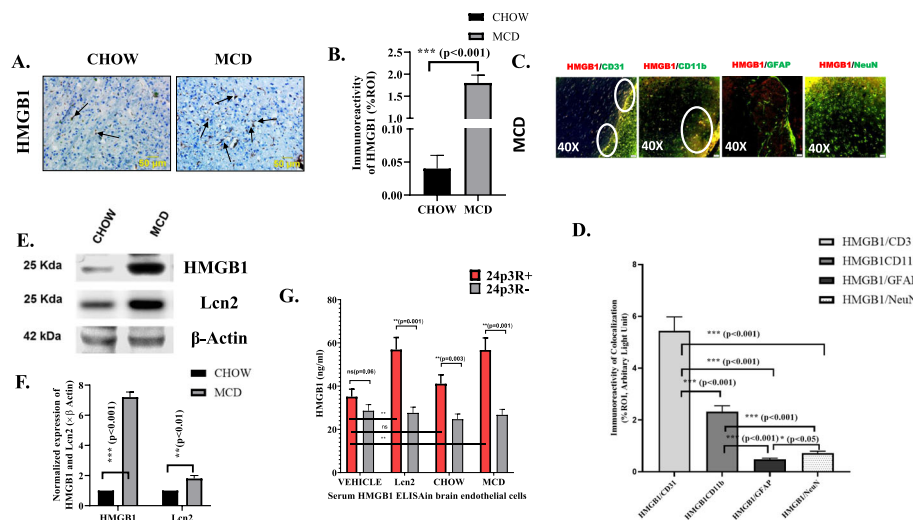 A.
CHOW
MCD
HMGB1
50 µm
50 µm
B.
CHOW
MCD
*** (p<0.001)
Immunoreactivity
of HMGB1 (%ROI)
2.5
2.0
1.5
1.0
0.05
0.00
CHOW MCD
C.
HMGB1/CD31 HMGB1/CD11b HMGB1/GFAP HMGB1/NeuN
MCD
40X 40X 40X 40X
D.
HMGB1/CD3
HMGB1CD11
HMGB1/GFAP
HMGB1/NeuN
Immunoreactivity of Colocalization
(%ROI, Arbitary Light Unit)
8
6
4
2
0
*** (p<0.001)
*** (p<0.001)
*** (p<0.001)
*** (p<0.001)
*** (p<0.001)
* (p<0.05)
HMGB1/CD31
HMGB1CD11b
HMGB1/GFAP
HMGB1/NeuN
E.
CHOW
MCD
25 Kda HMGB1
25 Kda Lcn2
42 kDa β-Actin
F.
CHOW
MCD
Normalized expression of
HMGB1 and Lcn2 (×β Actin)
8
6
4
2
0
*** (p<0.001)
**(p<0.01)
HMGB1 Lcn2
G.
24p3R+
24p3R-
HMGB1 (ng/ml)
80
60
40
20
0
ns(p=0.06)
**(p=0.001)
**(p=0.003)
**(p=0.001)
**
ns
**
VEHICLE Lcn2 CHOW MCD
Serum HMGB1 ELISAin brain endothelial cells